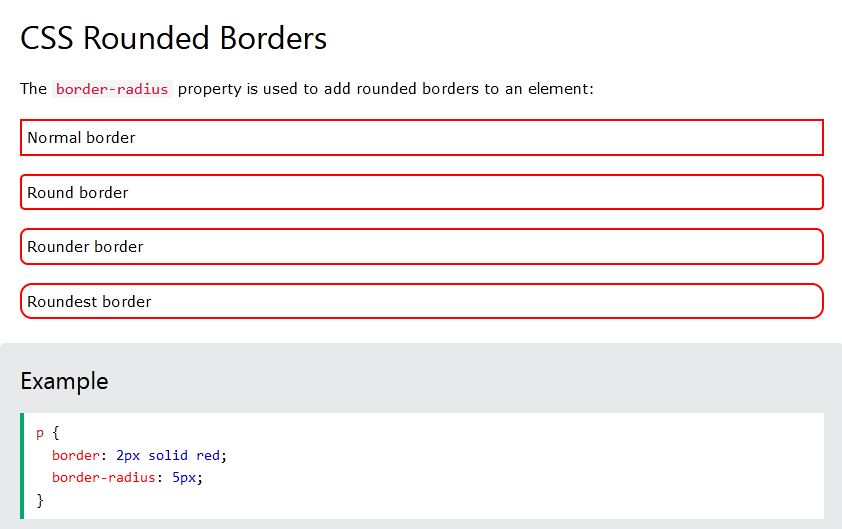 CSS Rounded Borders
The border-radius property is used to add rounded borders to an element:
Normal border
Round border
Rounder border
Roundest border
Example
p {
  border: 2px solid red;
  border-radius: 5px;
}